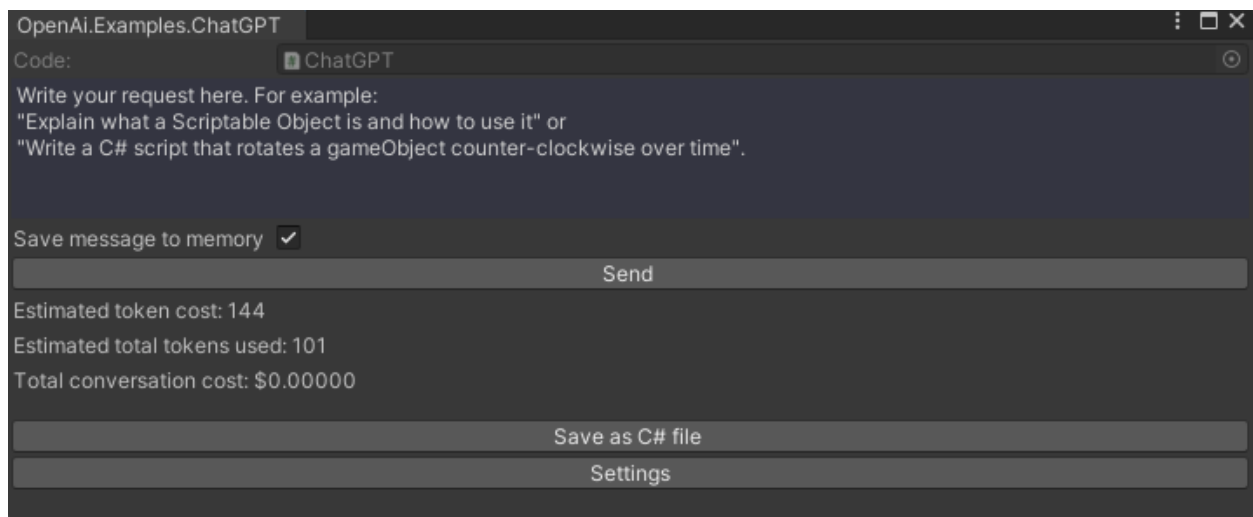 OpenAi.Examples.ChatGPT
Code: ChatGPT
Write your request here. For example:
"Explain what a Scriptable Object is and how to use it" or
"Write a C# script that rotates a gameObject counter-clockwise over time".
Save message to memory
Send
Estimated token cost: 144
Estimated total tokens used: 101
Total conversation cost: $0.00000
Save as C# file
Settings